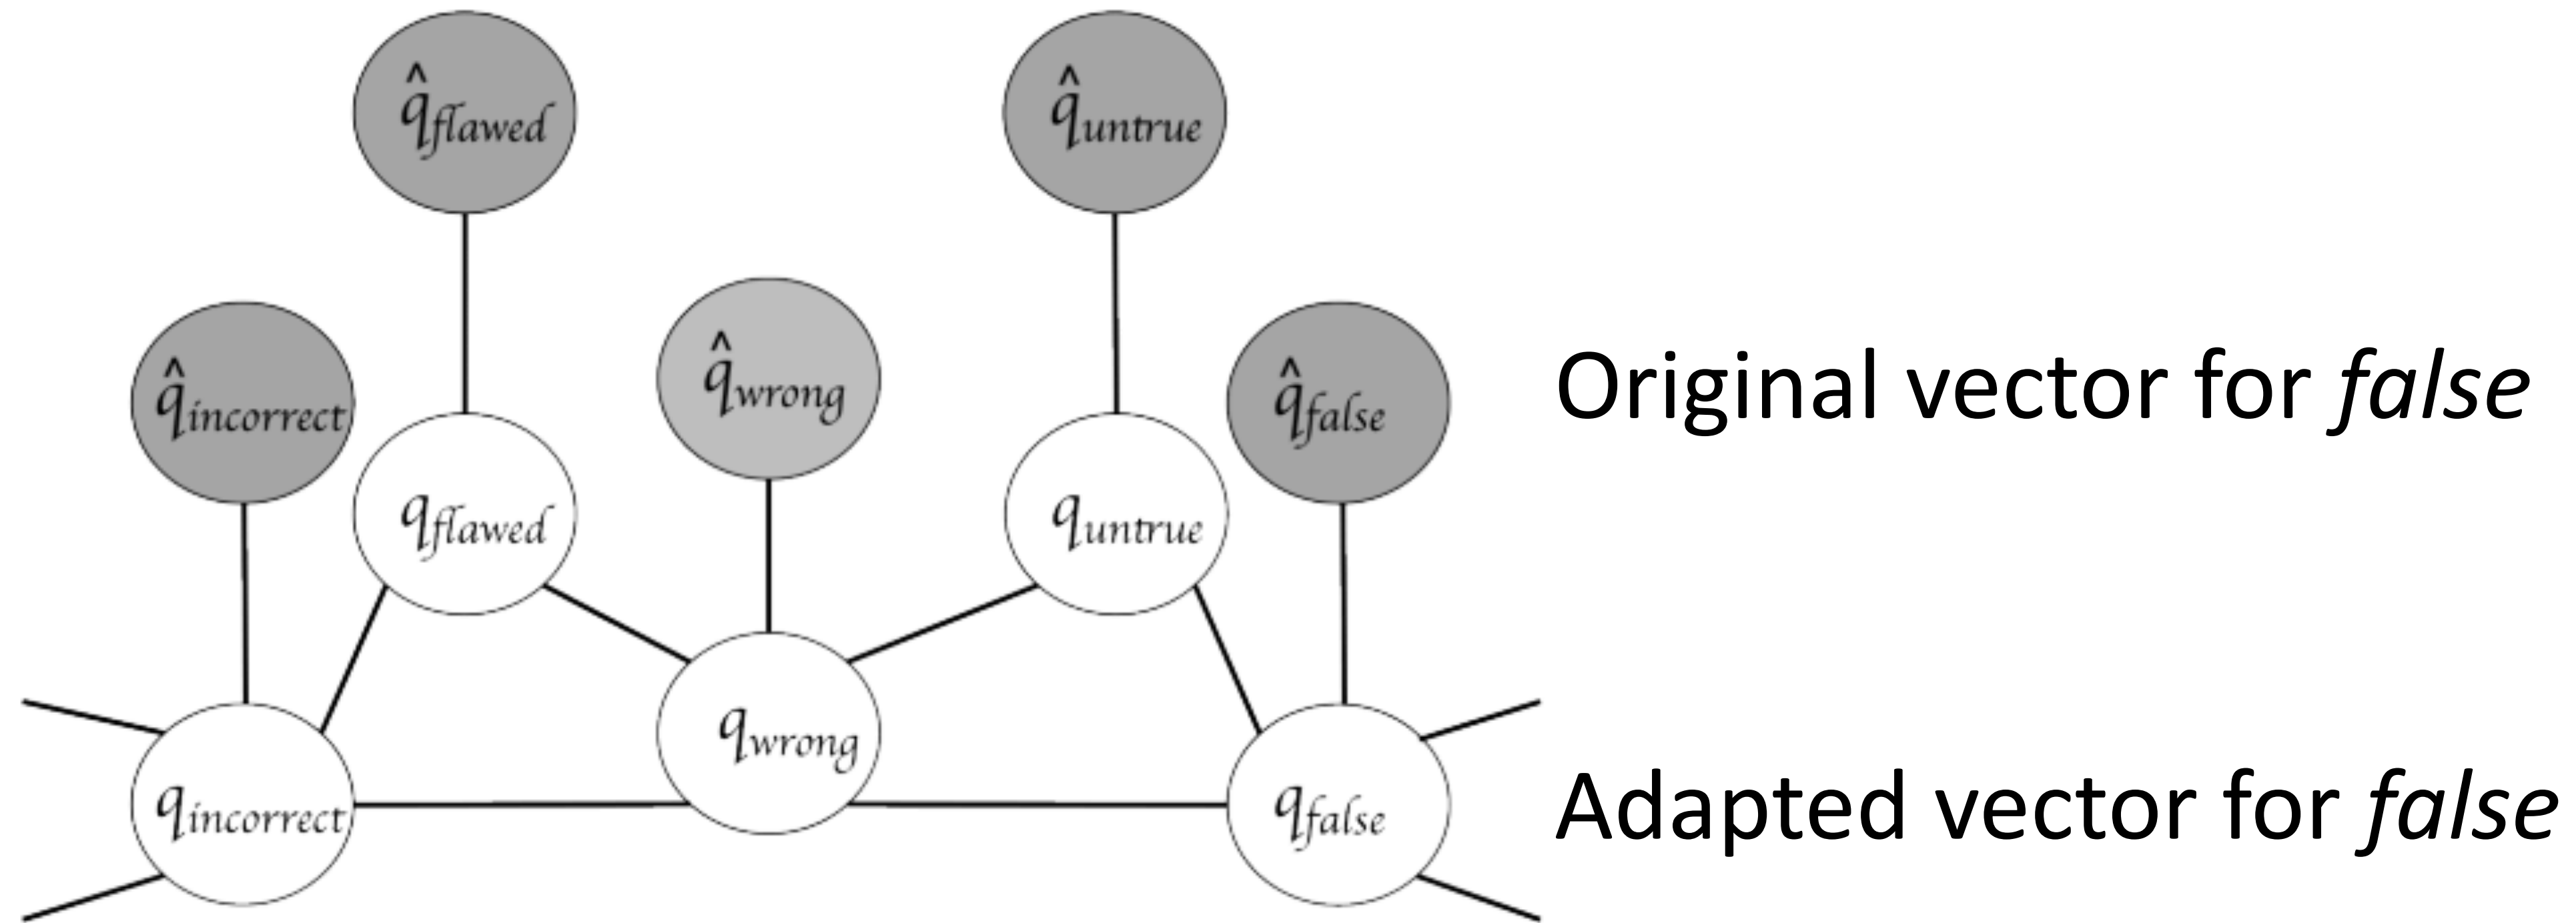 q̂flawed
q̂untrue
q̂incorrect
q̂wrong
q̂false
Original vector for false
qflawed
quntrue
qincorrect
qwrong
qfalse
Adapted vector for false